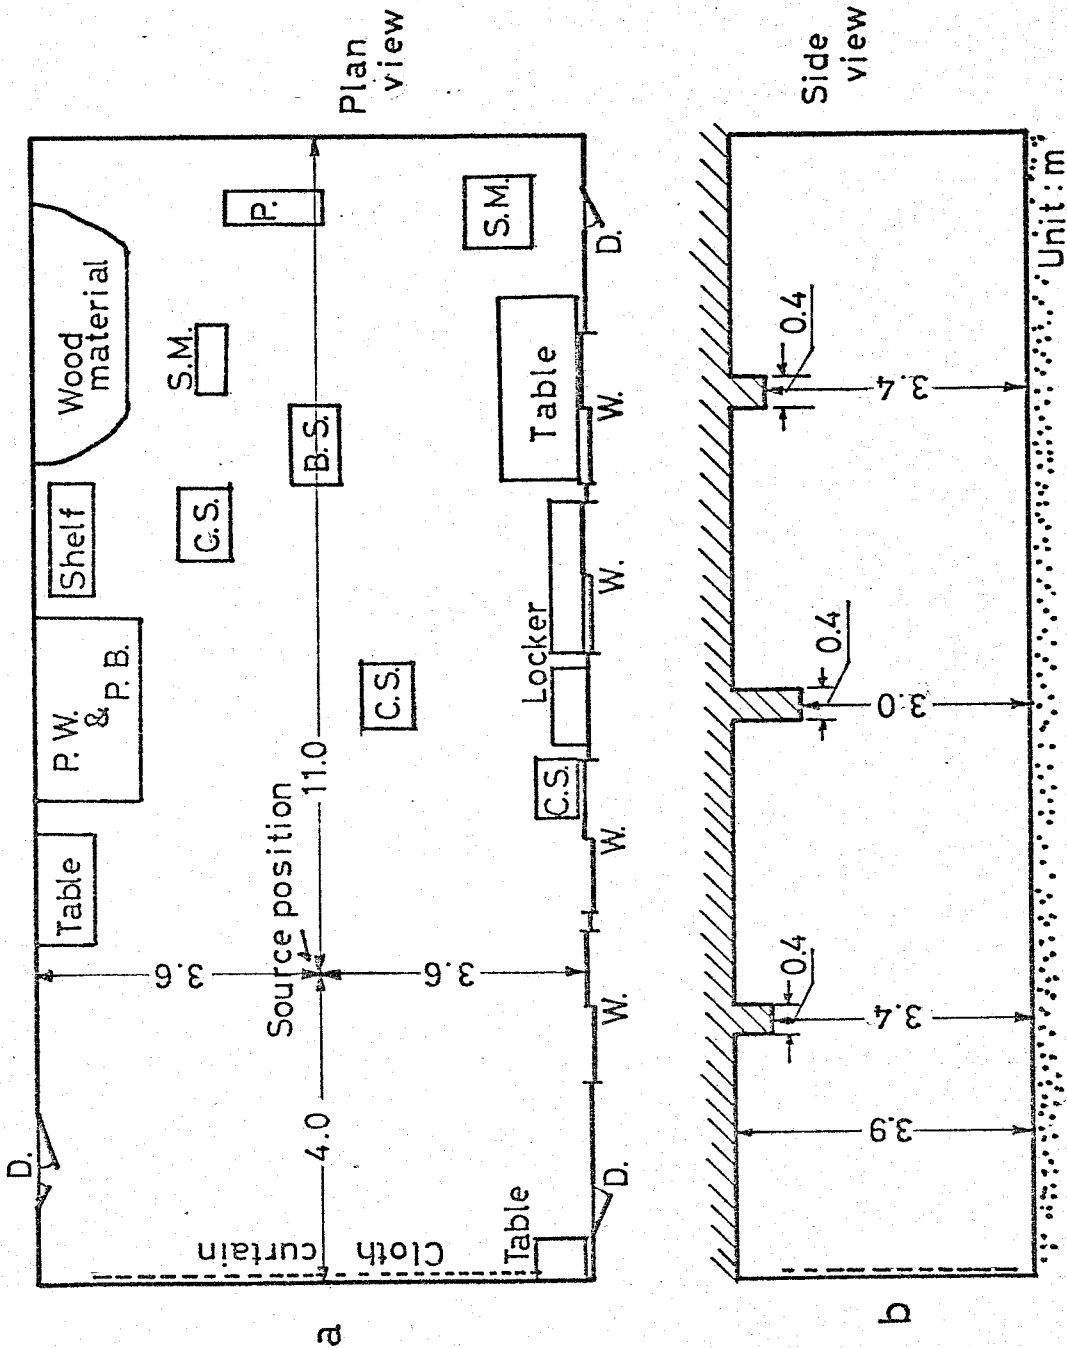 a
Plan
view
D.
Table
P.W.
&
P.B.
Shelf
Wood
material
C.S.
S.M.
P.
B.S.
3.6
Source position
4.0
11.0
3.6
C.S.
Cloth
curtain
Table
D.
W.
W.
C.S.
Locker
W.
Table
W.
S.M.
D.
b
Side
view
3.9
0.4
3.4
0.4
3.0
0.4
3.4
Unit : m